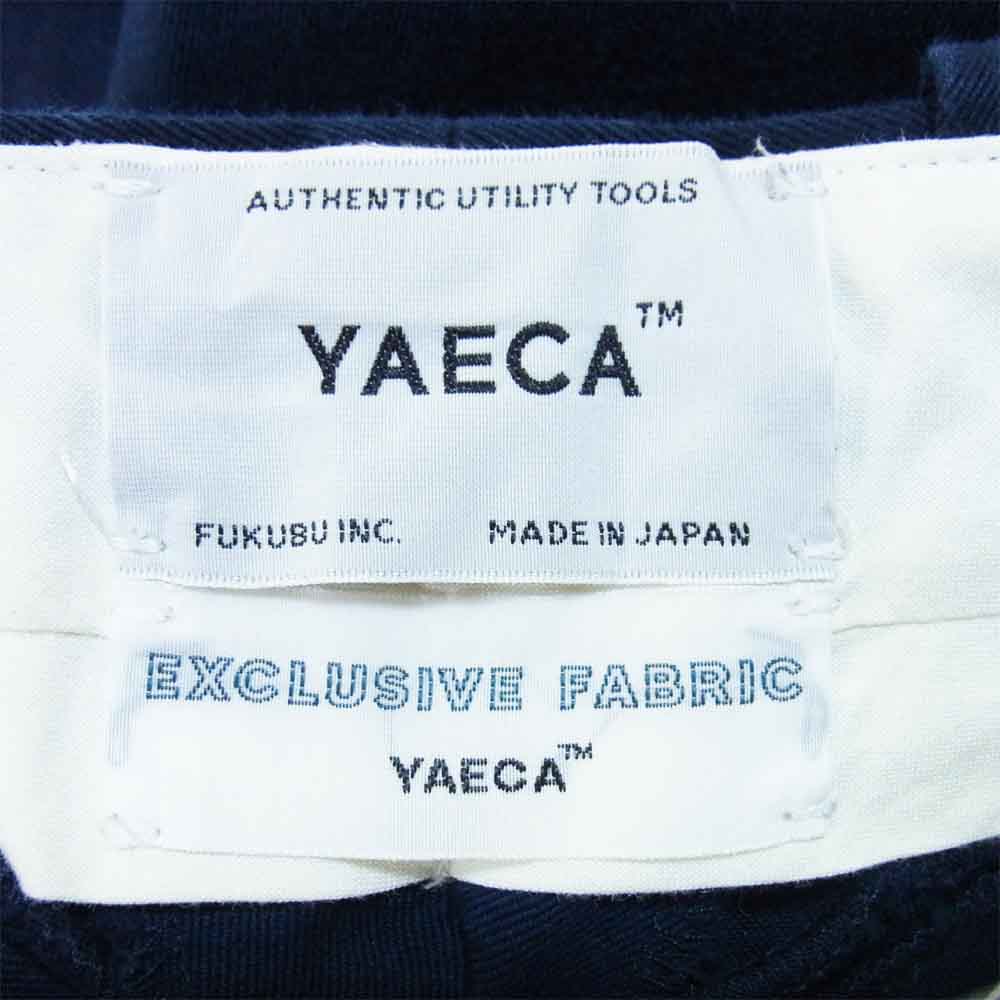 AUTHENTIC UTILITY TOOLS
YAECA™
FUKUBU INC. MADE IN JAPAN
EXCLUSIVE FABRIC
YAECA™